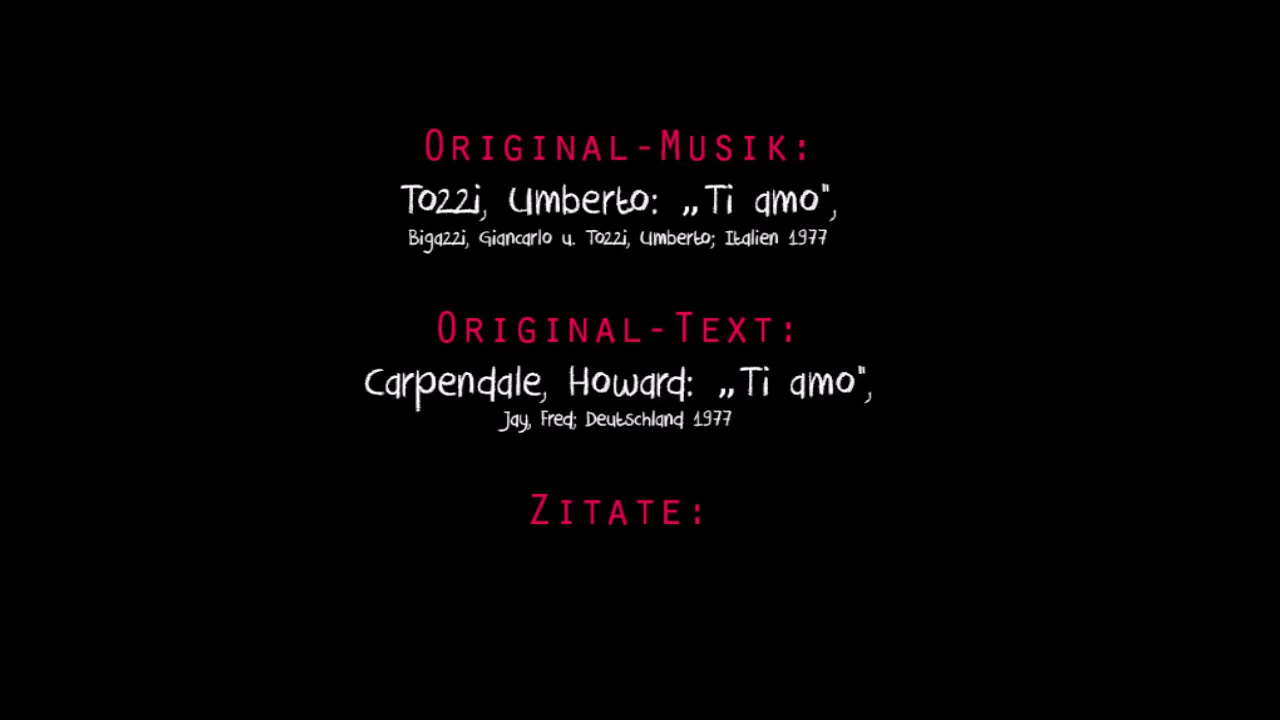 Original-Musik:
Tozzi, Umberto: „Ti amo",
Bigazzi, Giancarlo u. Tozzi, Umberto; Italien 1977
Original-Text:
Carpendale, Howard: „Ti amo",
Jay, Fred; Deutschland 1977
Zitate: